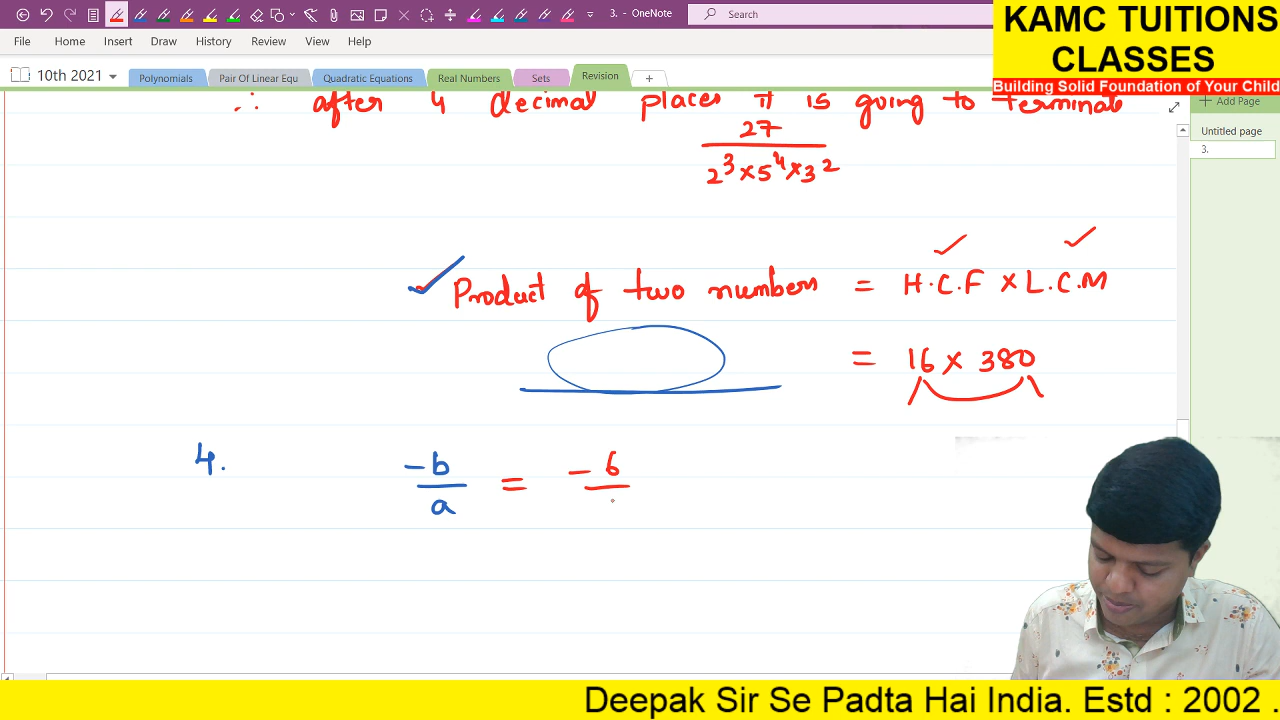 3. - OneNote
Search
KAMC TUITIONS
CLASSES
Building Solid Foundation of Your Child
File Home Insert Draw History Review View Help
10th 2021
Polynomials Pair Of Linear Equ Quadratic Equations Real Numbers Sets Revision +
Add Page
Untitled page
3.
∴ after 4 decimal places it is going to terminate
27
2³×5⁴×3²
Product of two numbers = H.C.F × L.C.M
= 16 × 380
4. -b/a = -6/
Deepak Sir Se Padta Hai India. Estd : 2002 .